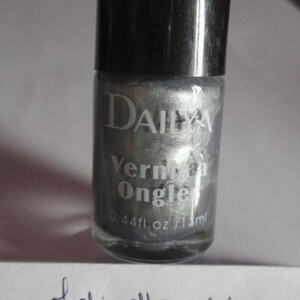 DAILYA
Vernis à
Ongles
0.44fl.oz /13ml